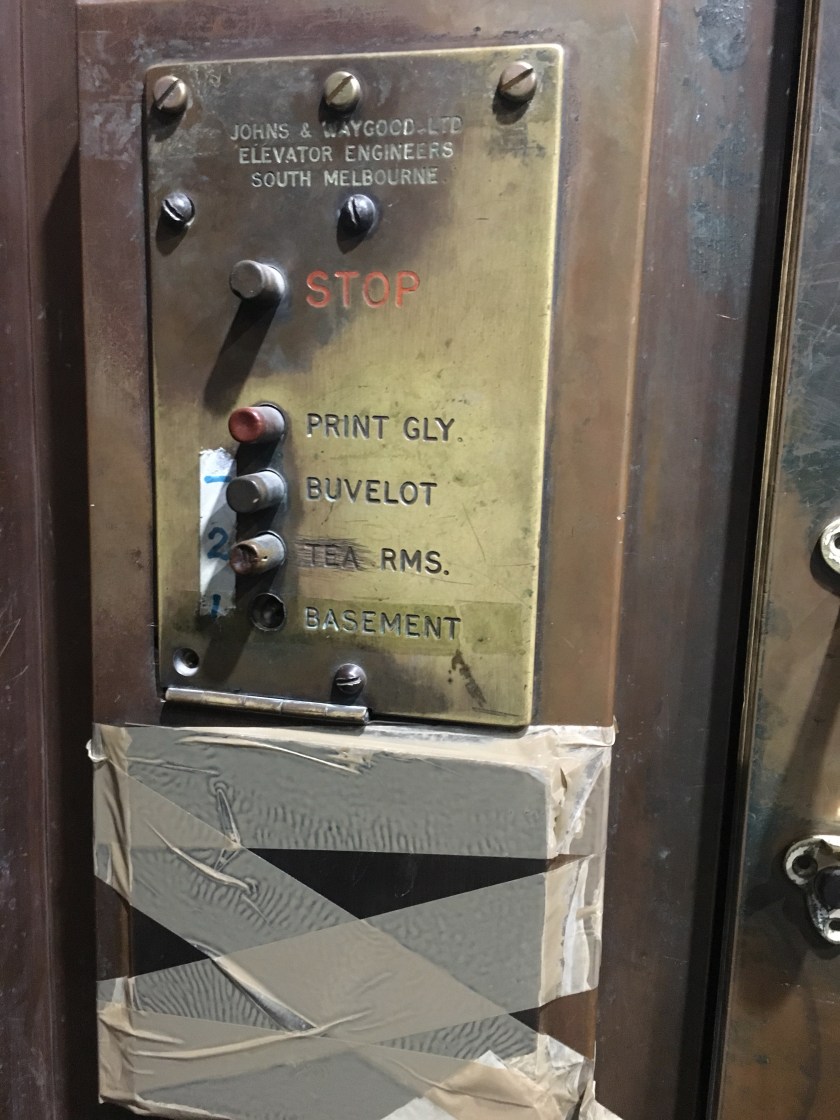 JOHNS & WAYGOOD LTD
ELEVATOR ENGINEERS
SOUTH MELBOURNE
STOP
PRINT GLY.
BUVELOT
2 TEA RMS.
BASEMENT